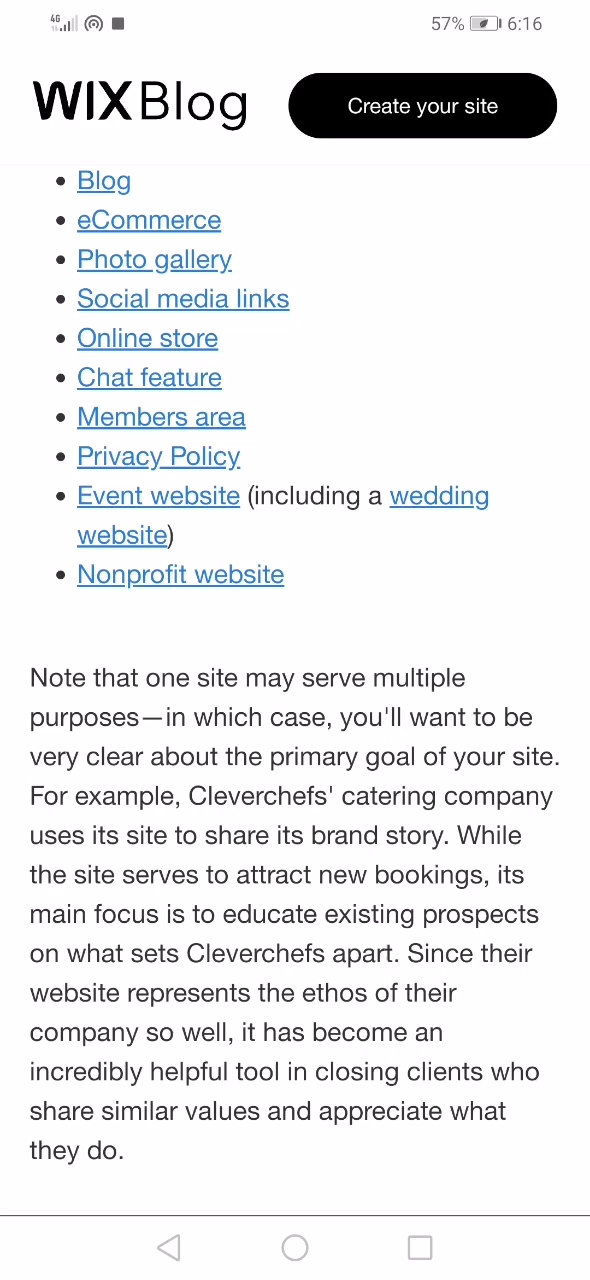 4G 57% 6:16
WIX Blog Create your site
• Blog
• eCommerce
• Photo gallery
• Social media links
• Online store
• Chat feature
• Members area
• Privacy Policy
• Event website (including a wedding
website)
• Nonprofit website
Note that one site may serve multiple
purposes—in which case, you'll want to be
very clear about the primary goal of your site.
For example, Cleverchefs' catering company
uses its site to share its brand story. While
the site serves to attract new bookings, its
main focus is to educate existing prospects
on what sets Cleverchefs apart. Since their
website represents the ethos of their
company so well, it has become an
incredibly helpful tool in closing clients who
share similar values and appreciate what
they do.